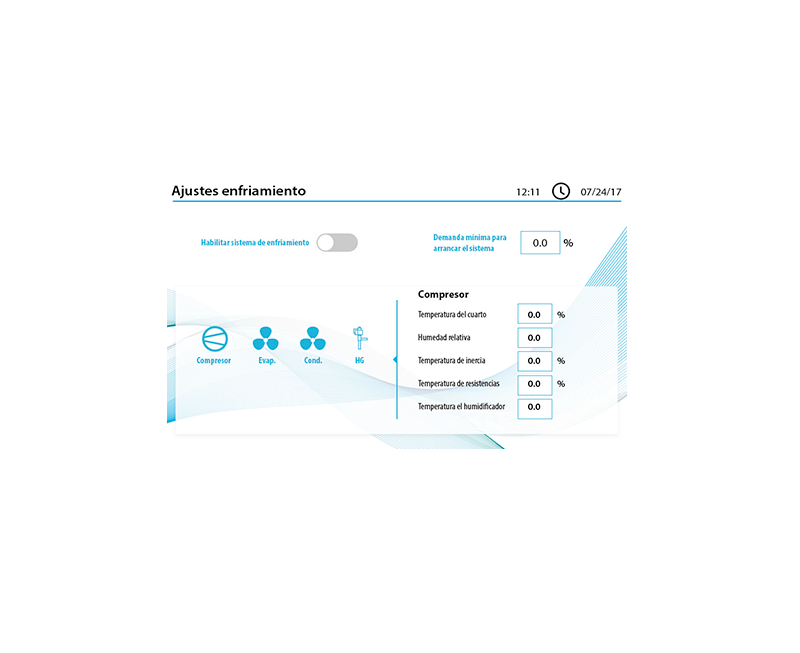 Ajustes enfriamiento
12:11
07/24/17
Habilitar sistema de enfriamiento
Demanda mínima para
arrancar el sistema
0.0 %
Compresor
Evap.
Cond.
HG
Compresor
Temperatura del cuarto 0.0 %
Humedad relativa 0.0
Temperatura de inercia 0.0 %
Temperatura de resistencias 0.0 %
Temperatura el humidificador 0.0